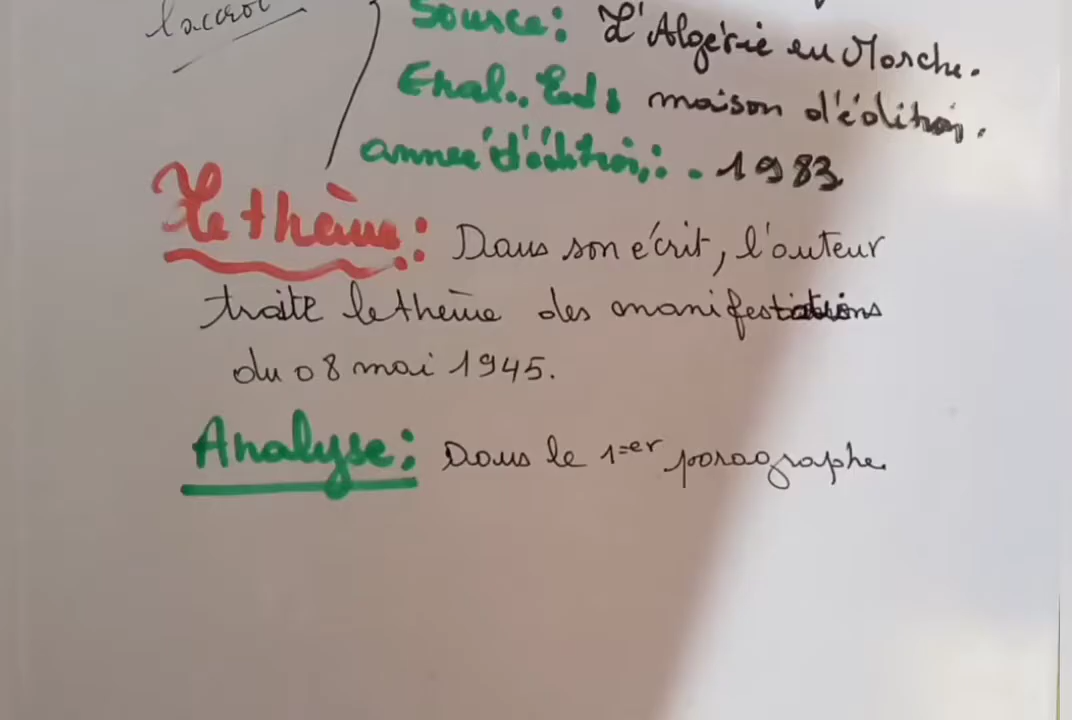 Source: L'Algérie en Marche.
Enal., Ed: maison d'édition.
année d'édition: . 1983
Le thème: Dans son écrit, l'auteur
traite le thème des manifestations
du 08 mai 1945.
Analyse: Dans le 1er paragraphe